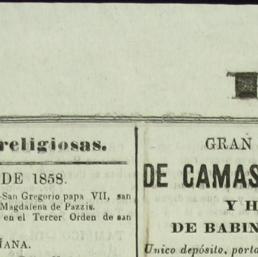 religiosas.
DE 1858.
San Gregorio papa VII, san
Magdalena de Pazzis.
en el Tercer Orden de san
ÑANA.
GRAN
DE CAMAS
Y H
DE BABIN
Unico depósito, porta